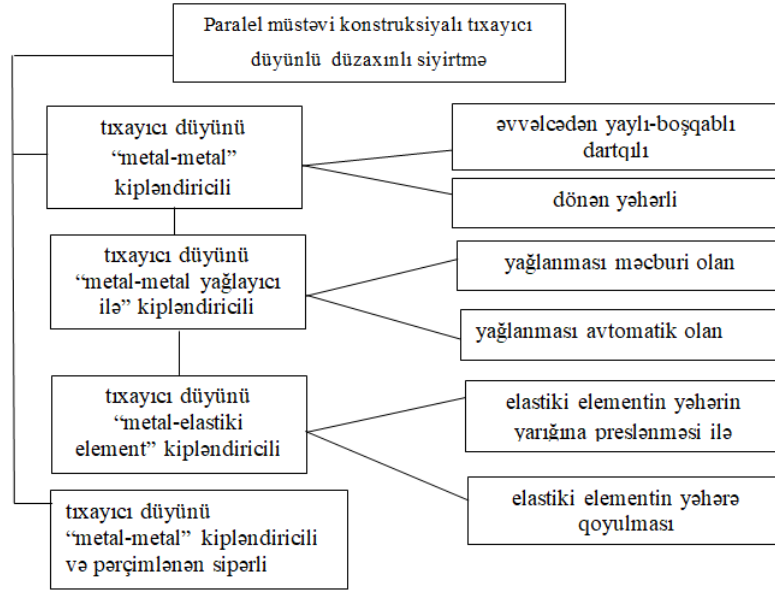 Paralel müstəvi konstruksiyalı tıxayıcı
düyünlü düzaxınlı siyirtmə
tıxayıcı düyünü
“metal-metal”
kipləndiricili
əvvəlcədən yaylı-boşqablı
dartqılı
dönən yəhərli
tıxayıcı düyünü
“metal-metal yağlayıcı
ilə” kipləndiricili
yağlanması məcburi olan
yağlanması avtomatik olan
tıxayıcı düyünü
“metal-elastiki
element” kipləndiricili
elastiki elementin yəhərin
yarığına preslənməsi ilə
elastiki elementin yəhərə
qoyulması
tıxayıcı düyünü
“metal-metal” kipləndiricili
və pərçimlənən sipərli